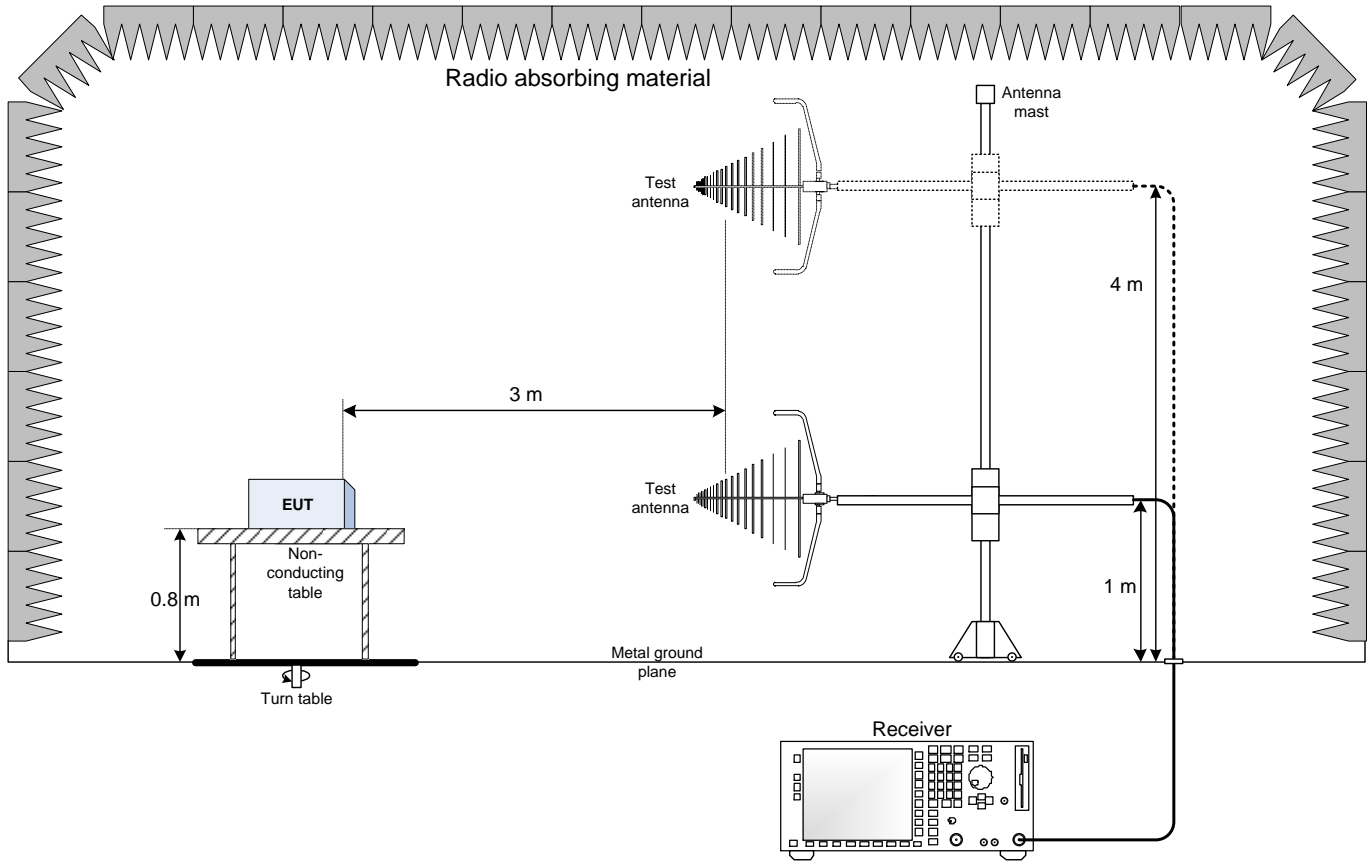 Radio absorbing material
Antenna
mast
Test
antenna
4 m
3 m
Test
antenna
EUT
Non-
conducting
table
0.8 m
1 m
Metal ground
plane
Turn table
Receiver